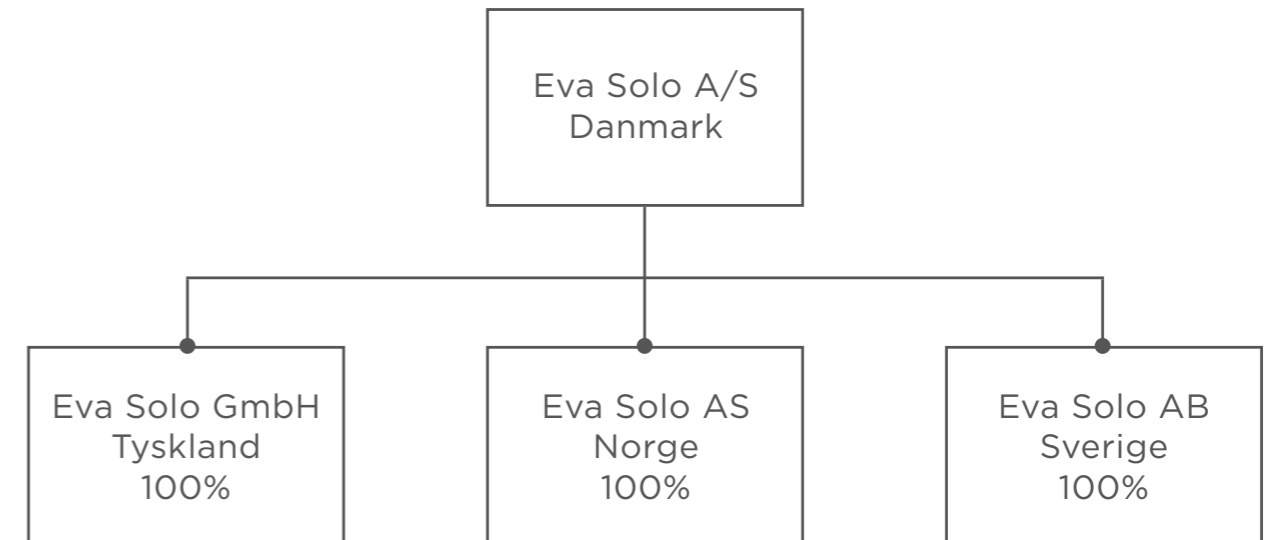 Eva Solo A/S
Danmark
Eva Solo GmbH
Tyskland
100%
Eva Solo AS
Norge
100%
Eva Solo AB
Sverige
100%